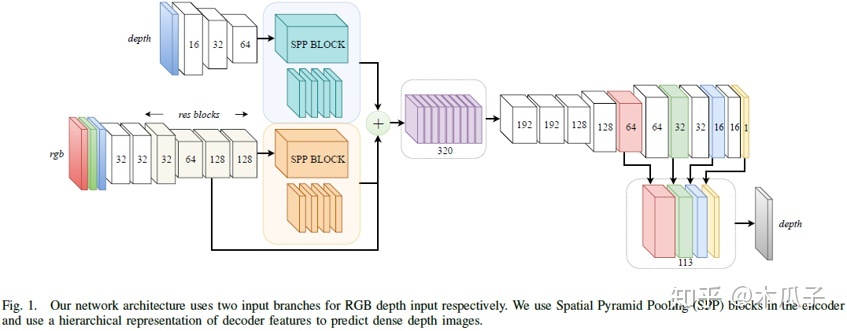 depth
16
32
64
SPP BLOCK
rgb
res blocks
32
32
32
64
128
128
SPP BLOCK
+
320
192
192
128
128
64
64
32
32
16
16
1
113
depth
知乎 @木瓜子
Fig. 1. Our network architecture uses two input branches for RGB depth input respectively. We use Spatial Pyramid Pooling (SPP) blocks in the encoder
and use a hierarchical representation of decoder features to predict dense depth images.